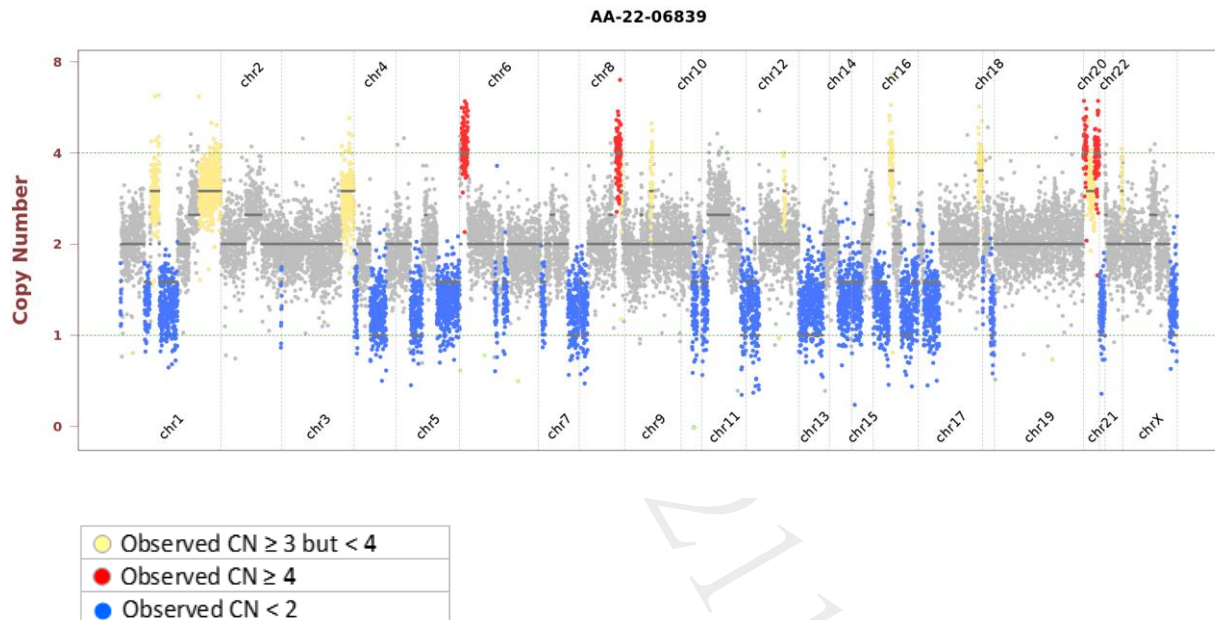 AA-22-06839
8
chr2
chr4
chr6
chr8
chr10
chr12
chr14
chr16
chr18
chr20
chr22
Copy Number
4
2
1
0
chr1
chr3
chr5
chr7
chr9
chr11
chr13
chr15
chr17
chr19
chr21
chrX
Observed CN ≥ 3 but < 4
Observed CN ≥ 4
Observed CN < 2